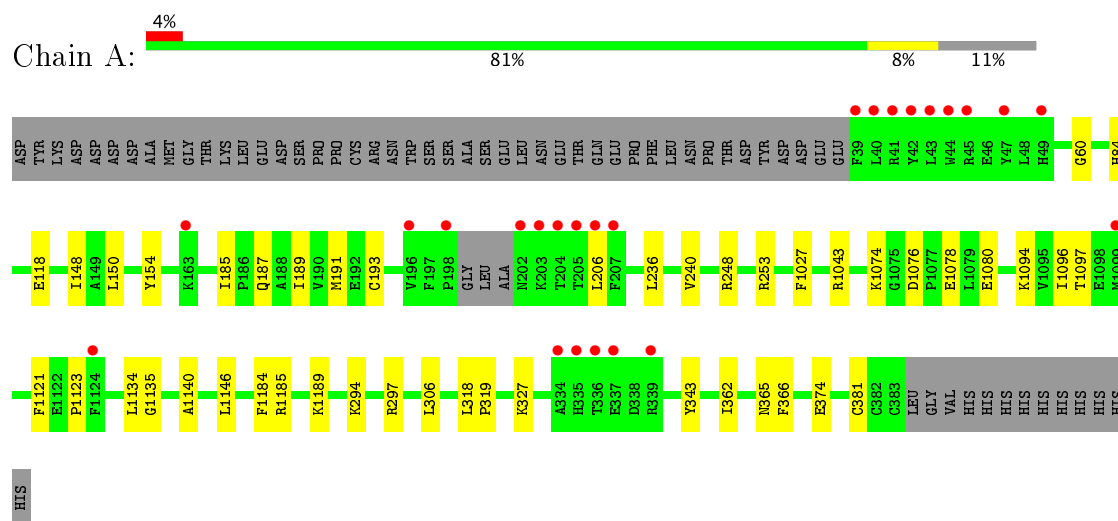 4%
Chain A:
81% 8% 11%
ASP TYR LYS ASP ASP ASP ASP ALA MET GLY THR LYS LEU GLU ASP SER PRO PRO CYS ARG ASN TRP SER SER ALA SER GLU LEU ASN GLU THR GLN GLU PRO PHE LEU ASN PRO THR ASP TYR ASP ASP GLU GLU F39 L40 R41 Y42 L43 W44 R45 E46 Y47 L48 H49 G60 H84
E118 I148 A149 L150 Y154 K163 I185 P186 Q187 A188 I189 V190 M191 E192 C193 V196 F197 P198 GLY LEU ALA N202 K203 T204 T205 L206 F207 L236 V240 R248 R253 F1027 R1043 K1074 G1075 D1076 P1077 E1078 L1079 E1080 K1094 V1095 I1096 T1097 E1098 M1099
F1121 E1122 P1123 F1124 L1134 G1135 A1140 L1146 F1184 R1185 K1189 K294 R297 L306 L318 P319 K327 A334 H335 T336 E337 D338 R339 Y343 I362 N365 F366 E374 C381 C382 C383 LEU GLY VAL HIS HIS HIS HIS HIS HIS HIS HIS HIS
HIS